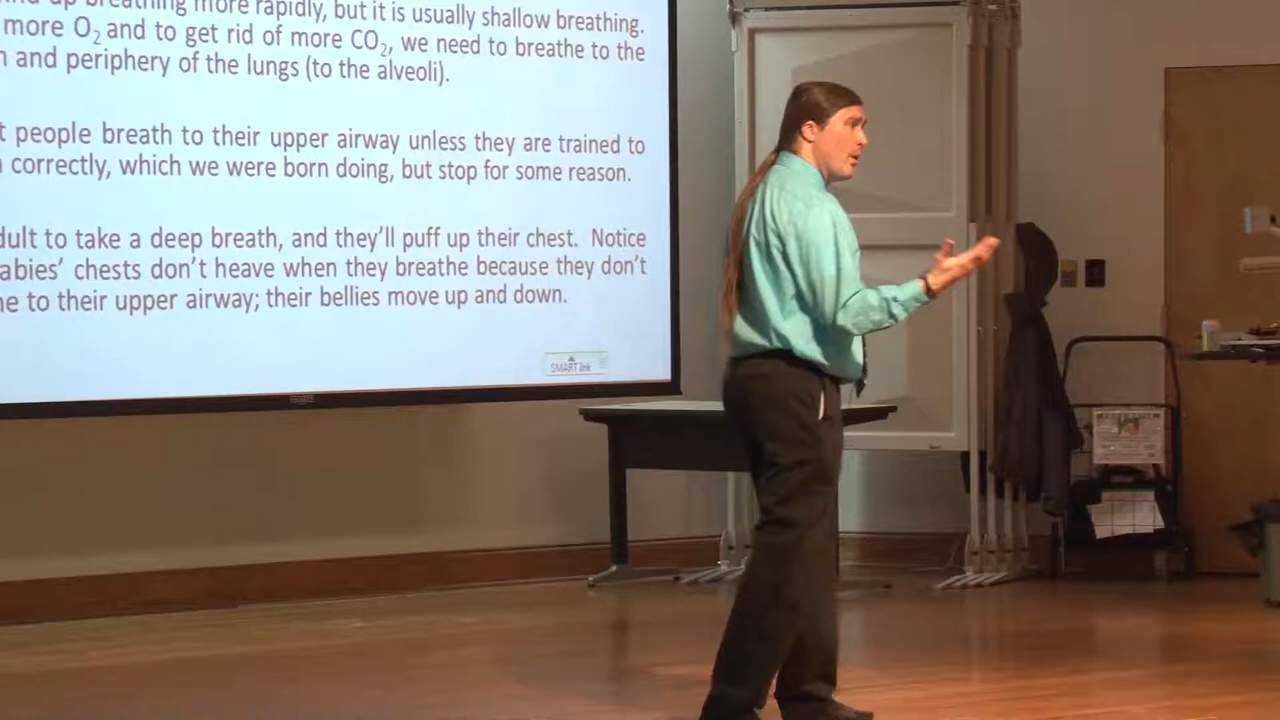 up breathing more rapidly, but it is usually shallow breathing.
more O₂ and to get rid of more CO₂, we need to breathe to the
and periphery of the lungs (to the alveoli).
t people breath to their upper airway unless they are trained to
correctly, which we were born doing, but stop for some reason.
dult to take a deep breath, and they'll puff up their chest. Notice
abies' chests don't heave when they breathe because they don't
e to their upper airway; their bellies move up and down.
SMART Ink